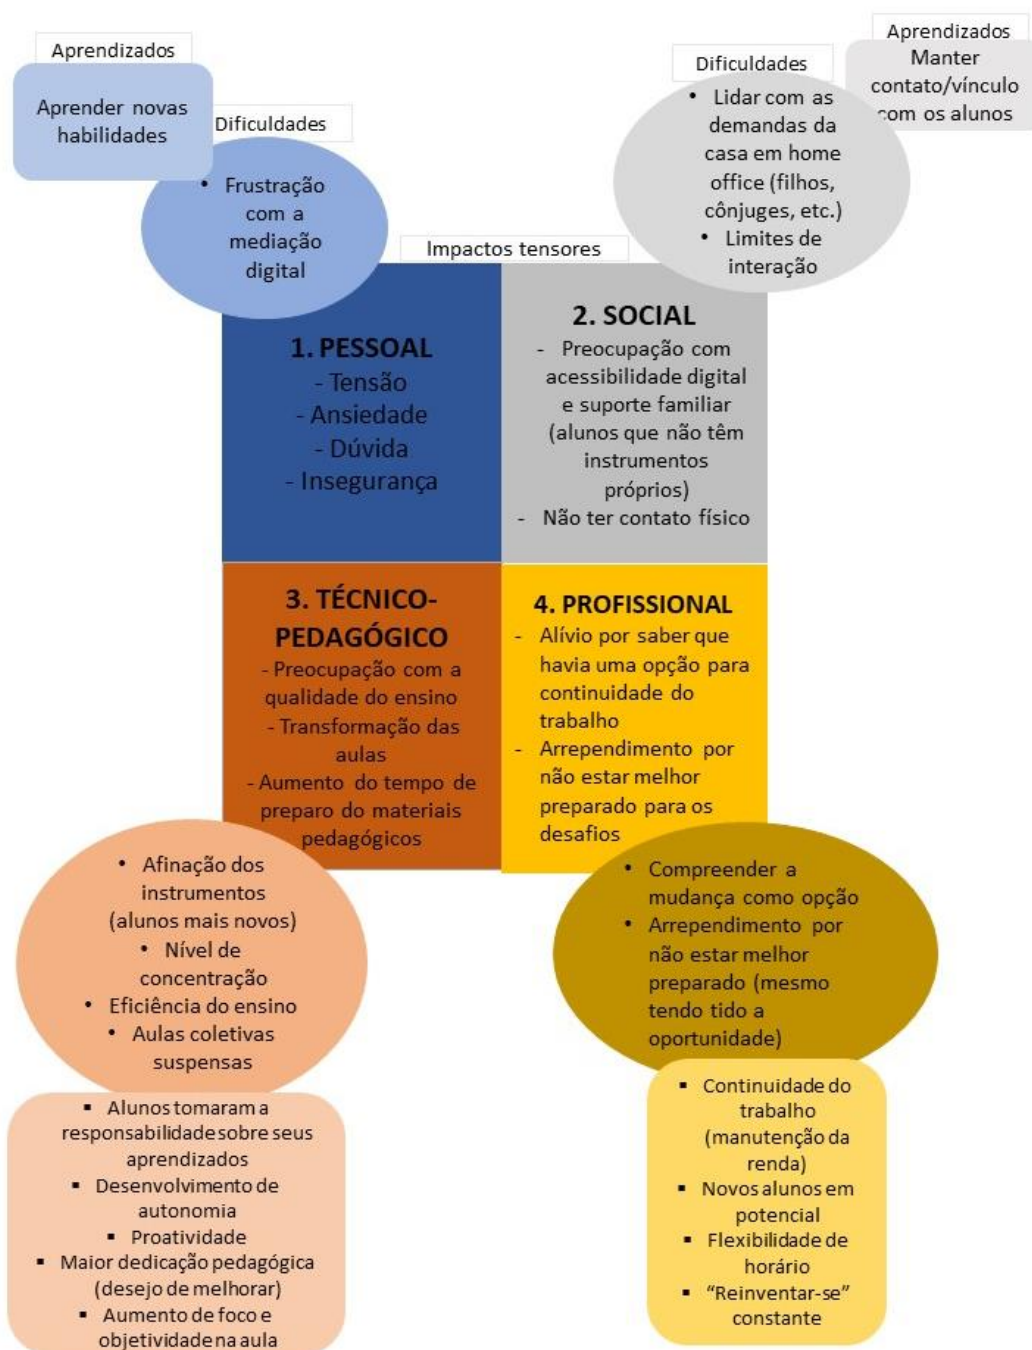 Aprendizados
Aprender novas
habilidades
Dificuldades
• Frustração
com a
mediação
digital
Aprendizados
Manter
contato/vínculo
com os alunos
Dificuldades
• Lidar com as
demandas da
casa em home
office (filhos,
cônjuges, etc.)
• Limites de
interação
Impactos tensores
1. PESSOAL
- Tensão
- Ansiedade
- Dúvida
- Insegurança
2. SOCIAL
- Preocupação com
acessibilidade digital
e suporte familiar
(alunos que não têm
instrumentos
próprios)
- Não ter contato físico
3. TÉCNICO-
PEDAGÓGICO
- Preocupação com a
qualidade do ensino
- Transformação das
aulas
- Aumento do tempo de
preparo do materiais
pedagógicos
4. PROFISSIONAL
- Alívio por saber que
havia uma opção para
continuidade do
trabalho
- Arrependimento por
não estar melhor
preparado para os
desafios
• Afinação dos
instrumentos
(alunos mais novos)
• Nível de
concentração
• Eficiência do ensino
• Aulas coletivas
suspensas
• Compreender a
mudança como opção
• Arrependimento por
não estar melhor
preparado (mesmo
tendo tido a
oportunidade)
▪ Alunos tomaram a
responsabilidade sobre seus
aprendizados
▪ Desenvolvimento de
autonomia
▪ Proatividade
▪ Maior dedicação pedagógica
(desejo de melhorar)
▪ Aumento de foco e
objetividade na aula
▪ Continuidade do
trabalho
(manutenção da
renda)
▪ Novos alunos em
potencial
▪ Flexibilidade de
horário
▪ “Reinventar-se”
constante